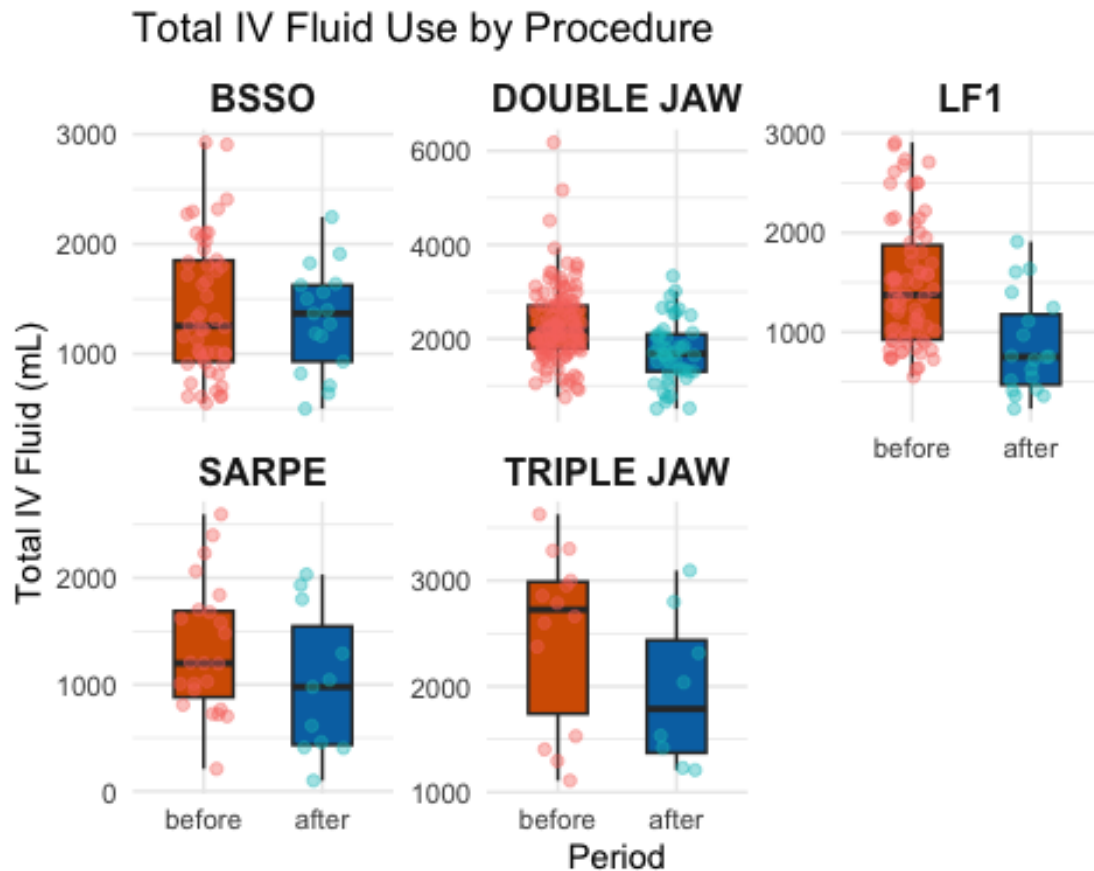 Total IV Fluid Use by Procedure
BSSO
DOUBLE JAW
LF1
3000
2000
1000
6000
4000
2000
3000
2000
1000
before
after
SARPE
TRIPLE JAW
2000
1000
0
3000
2000
1000
before
after
before
after
Total IV Fluid (mL)
Period